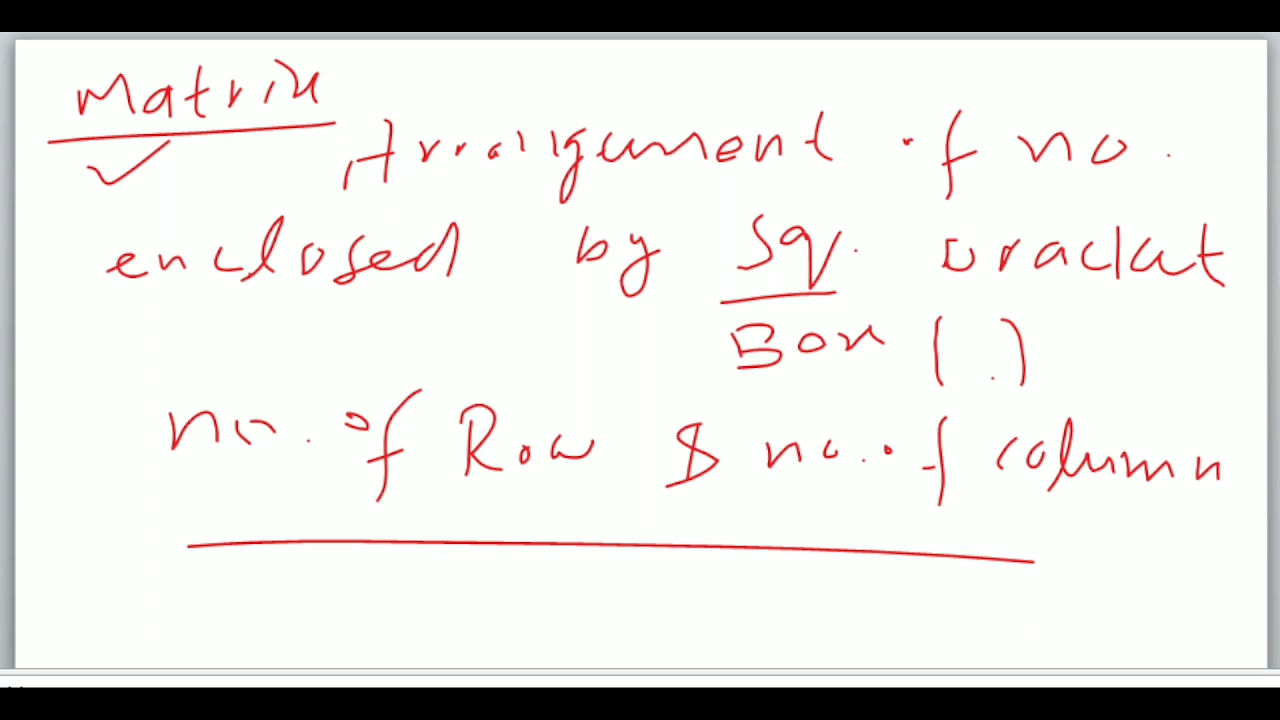 Matrix
Arrangement of no.
enclosed by Sq. bracket
Box ( . )
no. of Row & no. of column